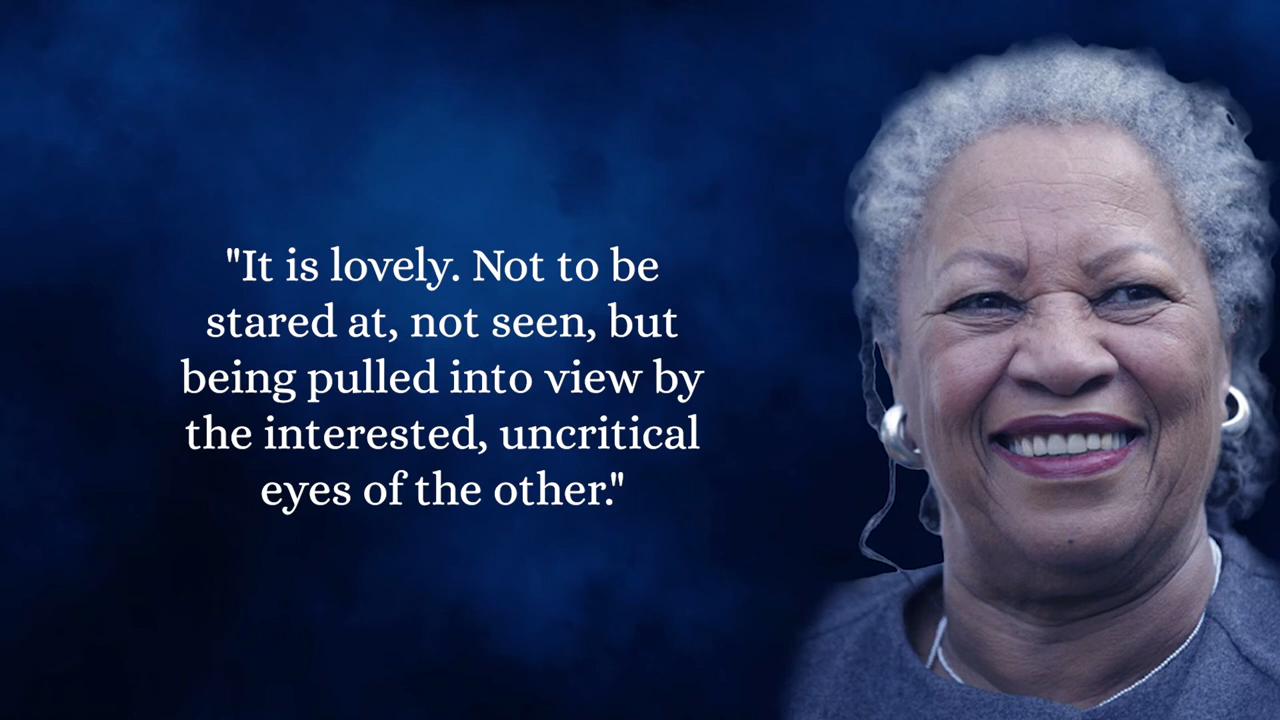 "It is lovely. Not to be
stared at, not seen, but
being pulled into view by
the interested, uncritical
eyes of the other."